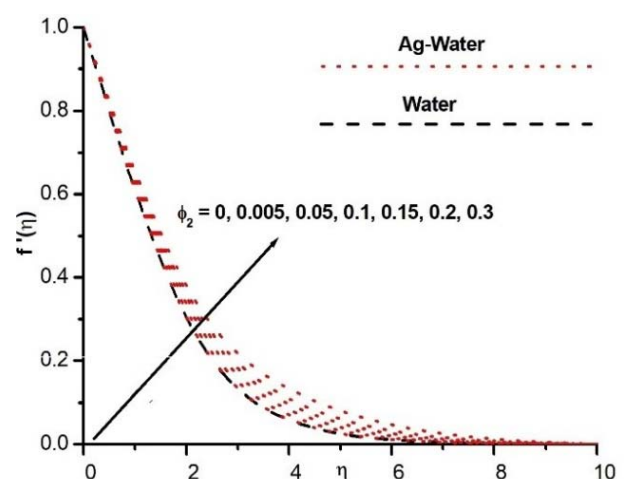 1.0
Ag-Water
0.8
Water
0.6
f '(η)
ϕ₂ = 0, 0.005, 0.05, 0.1, 0.15, 0.2, 0.3
0.4
0.2
0.0
0 2 4 η 6 8 10